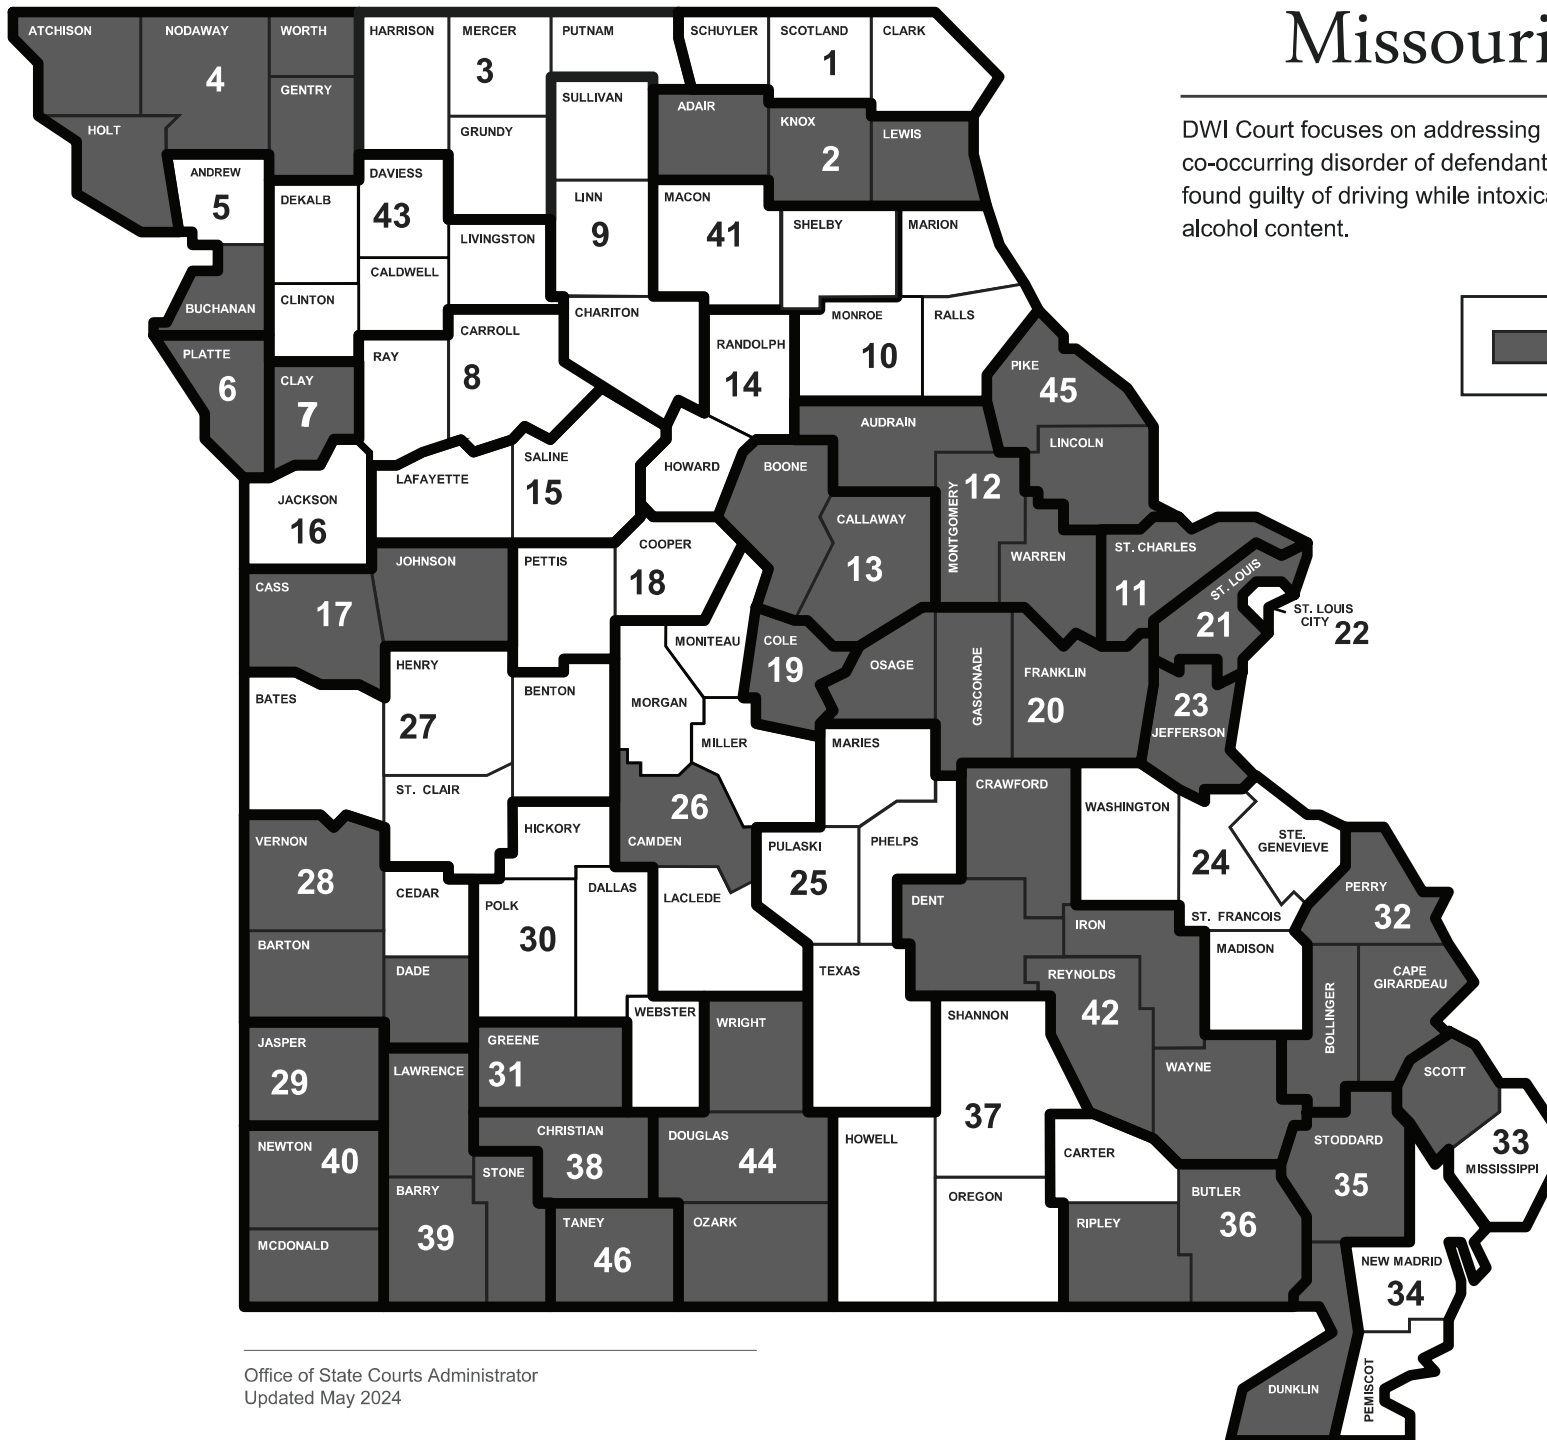 Missouri
DWI Court focuses on addressing
co-occurring disorder of defendant
found guilty of driving while intoxica
alcohol content.
ATCHISON
NODAWAY
WORTH
HARRISON
MERCER
PUTNAM
SCHUYLER
SCOTLAND
CLARK
4
3
1
GENTRY
SULLIVAN
ADAIR
HOLT
GRUNDY
KNOX
LEWIS
2
ANDREW
5
DEKALB
DAVIESS
43
LINN
9
MACON
41
SHELBY
MARION
LIVINGSTON
CALDWELL
BUCHANAN
CLINTON
CHARITON
MONROE
RALLS
10
CARROLL
8
RAY
RANDOLPH
14
PLATTE
6
CLAY
7
PIKE
45
LINCOLN
AUDRAIN
LAFAYETTE
SALINE
15
HOWARD
BOONE
12
MONTGOMERY
JACKSON
16
CALLAWAY
13
WARREN
ST. CHARLES
11
ST. LOUIS
21
ST. LOUIS
CITY 22
CASS
17
JOHNSON
PETTIS
COOPER
18
MONITEAU
COLE
19
OSAGE
GASCONADE
FRANKLIN
20
HENRY
27
BATES
BENTON
MORGAN
MILLER
MARIES
23
JEFFERSON
ST. CLAIR
HICKORY
26
CAMDEN
CRAWFORD
WASHINGTON
STE.
GENEVIEVE
24
VERNON
28
PULASKI
25
PHELPS
CEDAR
POLK
30
DALLAS
LACLEDE
DENT
IRON
ST. FRANCOIS
PERRY
32
BARTON
DADE
TEXAS
REYNOLDS
42
MADISON
CAPE
GIRARDEAU
BOLLINGER
JASPER
29
LAWRENCE
GREENE
31
WEBSTER
WRIGHT
SHANNON
37
WAYNE
SCOTT
NEWTON 40
CHRISTIAN
38
DOUGLAS
44
HOWELL
CARTER
STODDARD
35
33
MISSISSIPPI
STONE
BARRY
39
OREGON
RIPLEY
BUTLER
36
MCDONALD
TANEY
46
OZARK
NEW MADRID
34
DUNKLIN
PEMISCOT
Office of State Courts Administrator
Updated May 2024